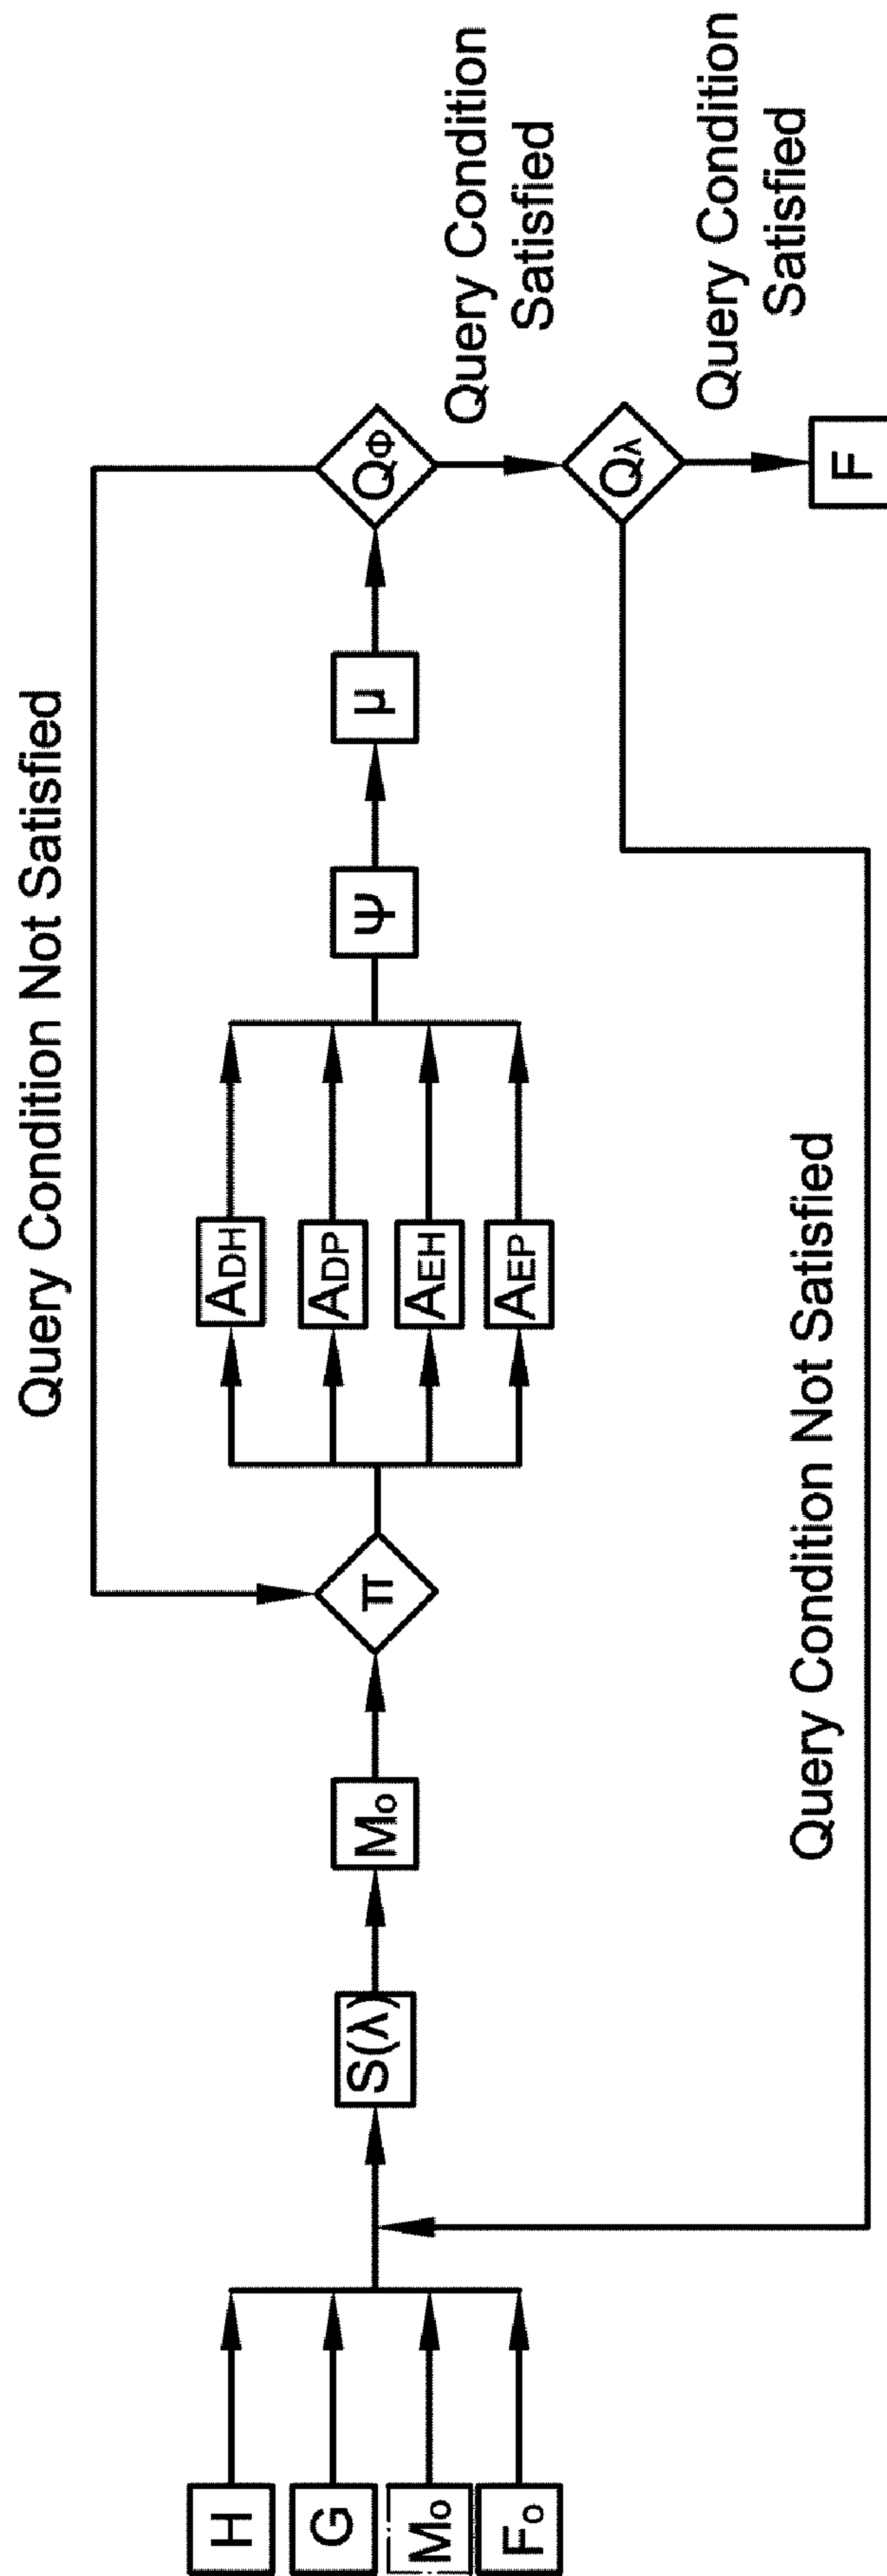 Query Condition Not Satisfied
H
G
Mo
Fo
S(λ)
Mo
π
ADH
ADP
AEH
AEP
Ψ
μ
QΦ
Query Condition
Satisfied
Qλ
Query Condition
Satisfied
F
Query Condition Not Satisfied